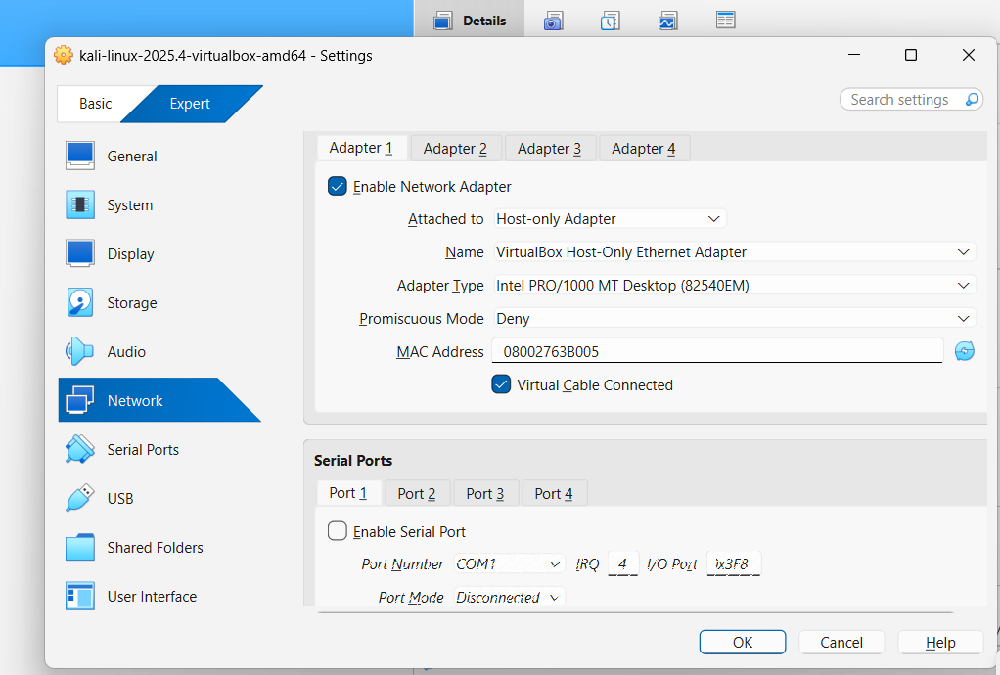 Details
kali-linux-2025.4-virtualbox-amd64 - Settings
Basic
Expert
Search settings
General
System
Display
Storage
Audio
Network
Serial Ports
USB
Shared Folders
User Interface
Adapter 1 Adapter 2 Adapter 3 Adapter 4
Enable Network Adapter
Attached to Host-only Adapter
Name VirtualBox Host-Only Ethernet Adapter
Adapter Type Intel PRO/1000 MT Desktop (82540EM)
Promiscuous Mode Deny
MAC Address 08002763B005
Virtual Cable Connected
Serial Ports
Port 1 Port 2 Port 3 Port 4
Enable Serial Port
Port Number COM1 IRQ 4 I/O Port
Port Mode Disconnected
OK Cancel Help